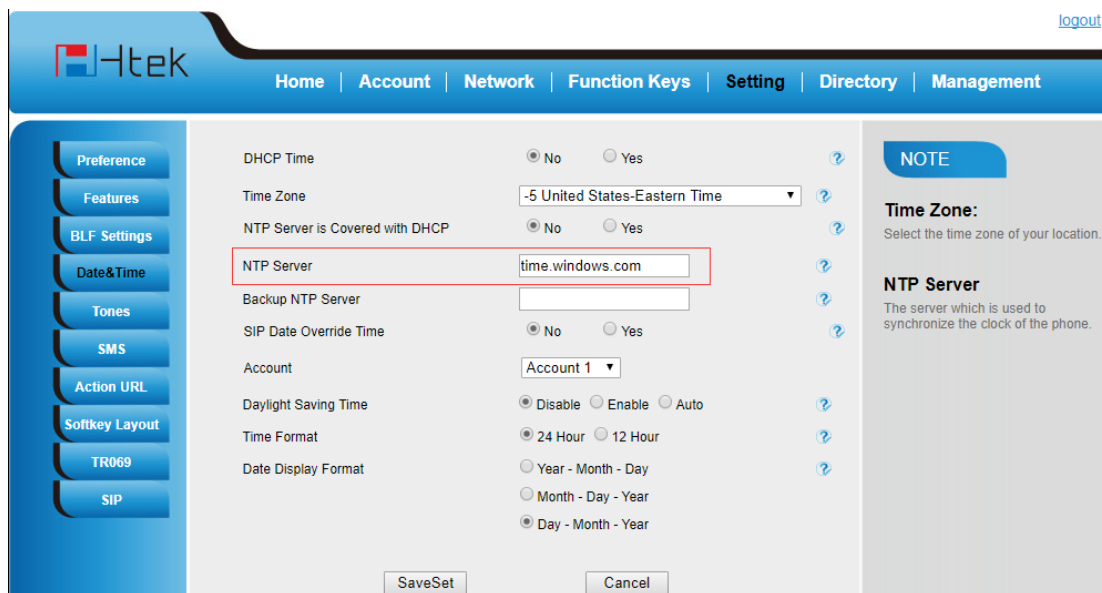 logout
Htek
Home | Account | Network | Function Keys | Setting | Directory | Management
Preference
Features
BLF Settings
Date&Time
Tones
SMS
Action URL
Softkey Layout
TR069
SIP
DHCP Time No Yes ?
Time Zone -5 United States-Eastern Time ?
NTP Server is Covered with DHCP No Yes ?
NTP Server time.windows.com ?
Backup NTP Server ?
SIP Date Override Time No Yes ?
Account Account 1
Daylight Saving Time Disable Enable Auto ?
Time Format 24 Hour 12 Hour ?
Date Display Format Year - Month - Day ?
Month - Day - Year
Day - Month - Year
SaveSet Cancel
NOTE
Time Zone:
Select the time zone of your location.
NTP Server
The server which is used to
synchronize the clock of the phone.